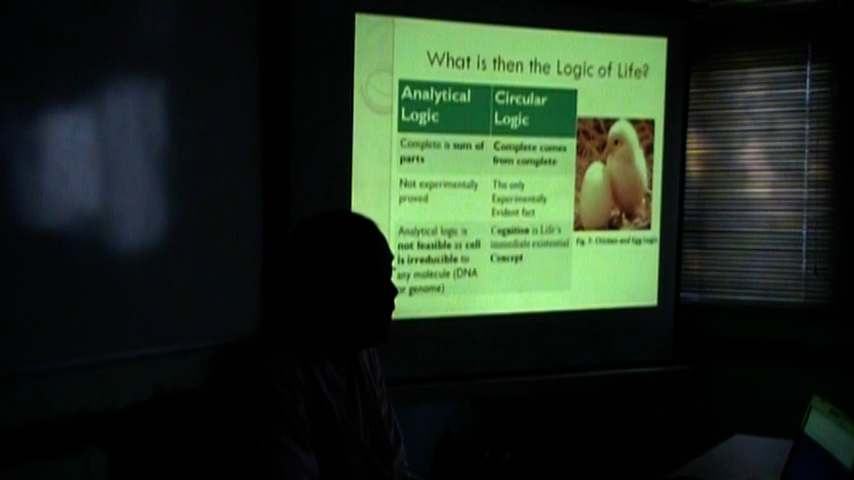 What is then the Logic of Life?
Analytical
Logic
Circular
Logic
Complete is sum of
parts
Complete comes
from complete
Not experimentally
proved
The only
Experimentally
Evident fact
Analytical logic is
not feasible as cell
is irreducible to
any molecule (DNA
or genome)
Cognition is Life's
immediate existential
Concept
Fig. 7: Chicken and Egg Logic